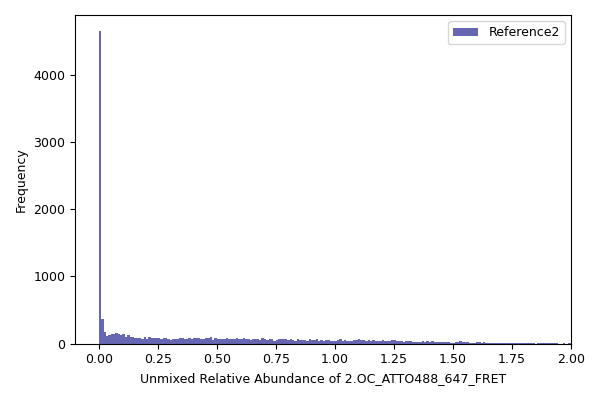 Reference2
4000
3000
2000
1000
0
Frequency
0.00 0.25 0.50 0.75 1.00 1.25 1.50 1.75 2.00
Unmixed Relative Abundance of 2.OC_ATTO488_647_FRET